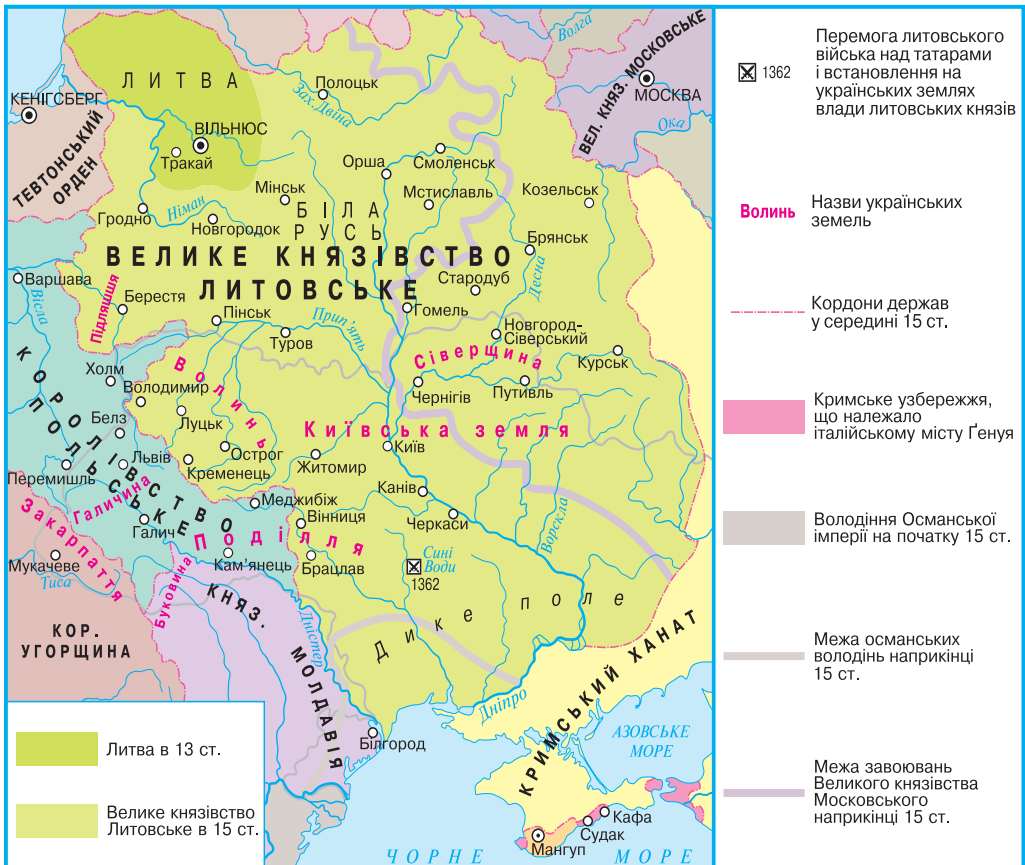 Волга
ВЕЛ. КНЯЗ. МОСКОВСЬКЕ
МОСКВА
Ока
ЛИТВА
Полоцьк
Зах. Двіна
КЕНІГСБЕРГ
ТЕВТОНСЬКИЙ
ОРДЕН
ВІЛЬНЮС
Тракай
Орша
Смоленськ
Мінськ
Мстиславль
Козельськ
Гродно
Німан
Новгородок
БІЛА
РУСЬ
Брянськ
ВЕЛИКЕ КНЯЗІВСТВО
ЛИТОВСЬКЕ
Стародуб
Десна
Варшава
Вісла
Підляшшя
Берестя
Пінськ
Прип'ять
Гомель
Туров
Новгород-
Сіверський
Сіверщина
Курськ
Холм
Володимир
Волинь
Чернігів
Путивль
КОРОЛІВСТВО
ПОЛЬСЬКЕ
Белз
Луцьк
Київська земля
Київ
Львів
Острог
Житомир
Перемишль
Кременець
Галичина
Меджибіж
Канів
Закарпаття
Галич
Поділля
Вінниця
Черкаси
Ворскла
Мукачеве
Тиса
Буковина
Кам'янець
Брацлав
Сині
Води
1362
КНЯЗ. МОЛДАВІЯ
Дністер
Дике поле
КОР.
УГОРЩИНА
КРИМСЬКИЙ ХАНАТ
Дніпро
Білгород
АЗОВСЬКЕ
МОРЕ
Кафа
Судак
Мангуп
ЧОРНЕ МОРЕ
Литва в 13 ст.
Велике князівство
Литовське в 15 ст.
1362
Перемога литовського
війська над татарами
і встановлення на
українських землях
влади литовських князів
Волинь
Назви українських
земель
Кордони держав
у середині 15 ст.
Кримське узбережжя,
що належало
італійському місту Ґенуя
Володіння Османської
імперії на початку 15 ст.
Межа османських
володінь наприкінці
15 ст.
Межа завоювань
Великого князівства
Московського
наприкінці 15 ст.